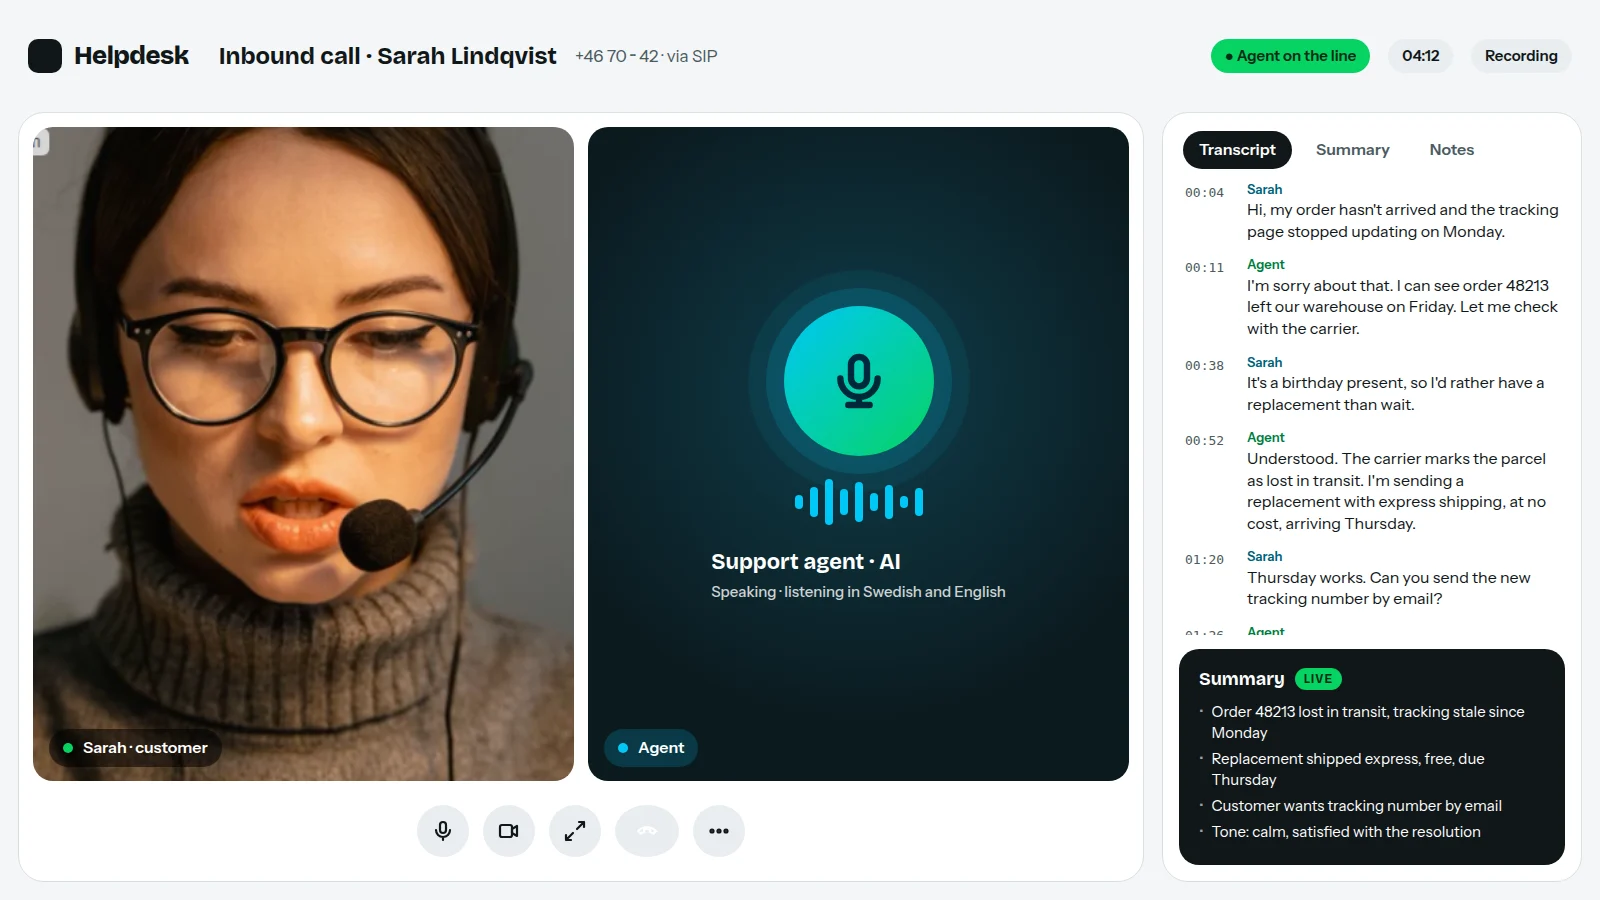 Helpdesk
Inbound call · Sarah Lindqvist
+46 70 - 42 · via SIP
Agent on the line
04:12
Recording
Sarah · customer
Support agent · AI
Speaking · listening in Swedish and English
Agent
Transcript
Summary
Notes
00:04
Sarah
Hi, my order hasn't arrived and the tracking
page stopped updating on Monday.
00:11
Agent
I'm sorry about that. I can see order 48213
left our warehouse on Friday. Let me check
with the carrier.
00:38
Sarah
It's a birthday present, so I'd rather have a
replacement than wait.
00:52
Agent
Understood. The carrier marks the parcel
as lost in transit. I'm sending a
replacement with express shipping, at no
cost, arriving Thursday.
01:20
Sarah
Thursday works. Can you send the new
tracking number by email?
Agent
Summary
LIVE
· Order 48213 lost in transit, tracking stale since
Monday
· Replacement shipped express, free, due
Thursday
· Customer wants tracking number by email
· Tone: calm, satisfied with the resolution